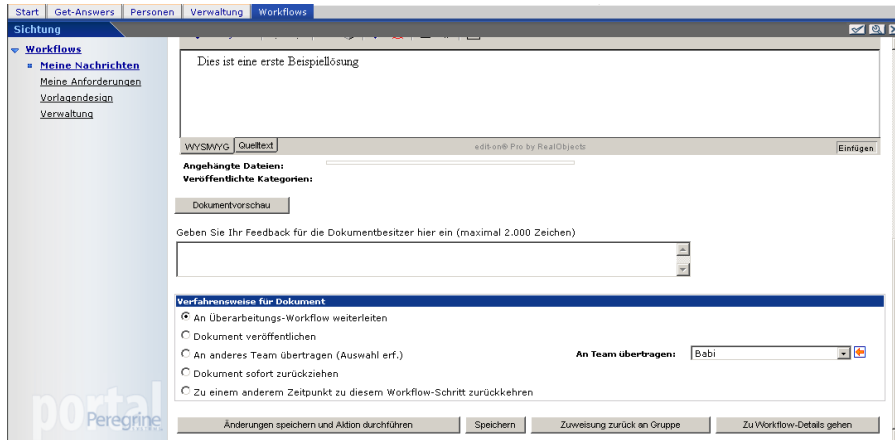 Start Get-Answers Personen Verwaltung Workflows
Sichtung
Workflows
Meine Nachrichten
Meine Anforderungen
Vorlagendesign
Verwaltung
Dies ist eine erste Beispiellösung
WYSIWYG Quelltext edit-on® Pro by RealObjects Einfügen
Angehängte Dateien:
Veröffentlichte Kategorien:
Dokumentvorschau
Geben Sie Ihr Feedback für die Dokumentbesitzer hier ein (maximal 2.000 Zeichen)
Verfahrensweise für Dokument
An Überarbeitungs-Workflow weiterleiten
Dokument veröffentlichen
An anderes Team übertragen (Auswahl erf.) An Team übertragen: Babi
Dokument sofort zurückziehen
Zu einem anderem Zeitpunkt zu diesem Workflow-Schritt zurückkehren
Änderungen speichern und Aktion durchführen Speichern Zuweisung zurück an Gruppe Zu Workflow-Details gehen
portal
Peregrine